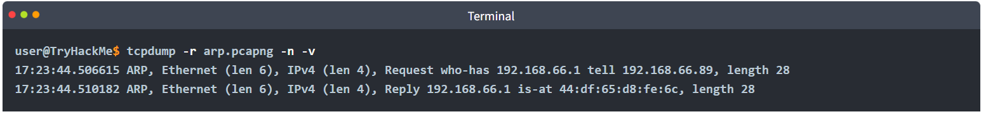 Terminal
user@TryHackMe$ tcpdump -r arp.pcapng -n -v
17:23:44.506615 ARP, Ethernet (len 6), IPv4 (len 4), Request who-has 192.168.66.1 tell 192.168.66.89, length 28
17:23:44.510182 ARP, Ethernet (len 6), IPv4 (len 4), Reply 192.168.66.1 is-at 44:df:65:d8:fe:6c, length 28